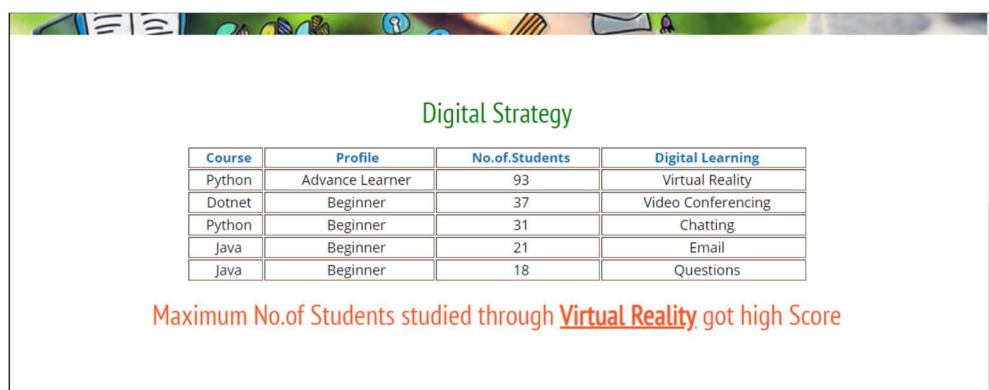 Digital Strategy
Course Profile No.of.Students Digital Learning
Python Advance Learner 93 Virtual Reality
Dotnet Beginner 37 Video Conferencing
Python Beginner 31 Chatting
Java Beginner 21 Email
Java Beginner 18 Questions
Maximum No.of Students studied through Virtual Reality got high Score